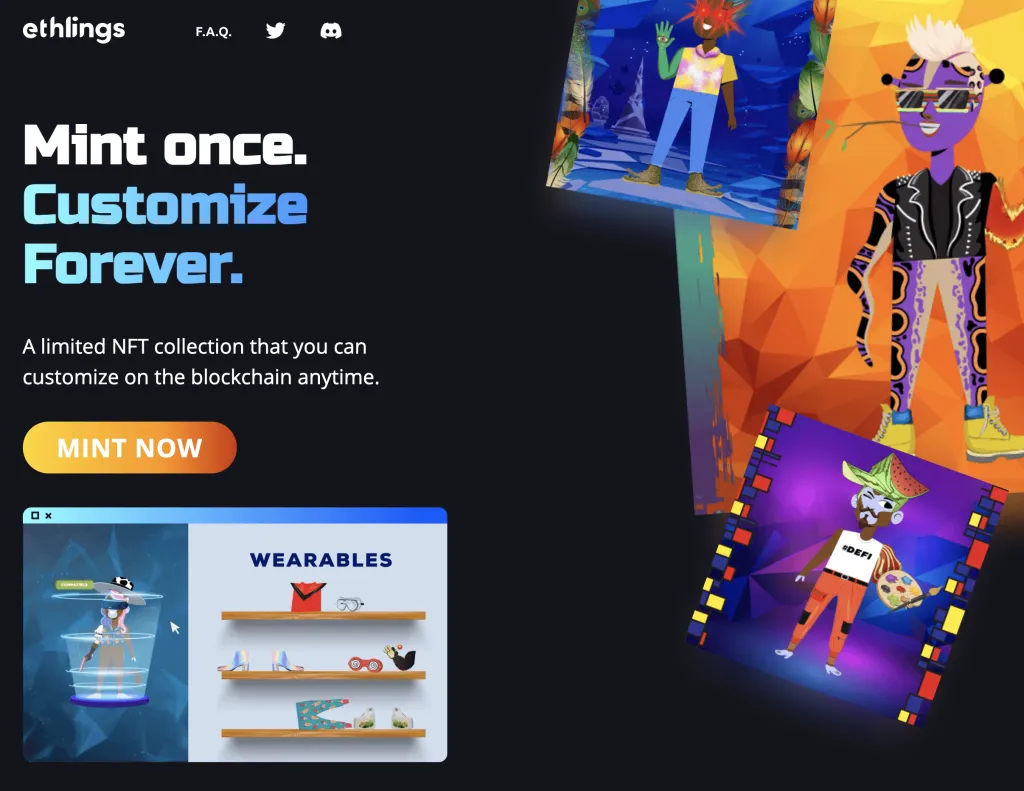 ethlings
F.A.Q.
Mint once.
Customize
Forever.
A limited NFT collection that you can
customize on the blockchain anytime.
MINT NOW
WEARABLES
#DEFI